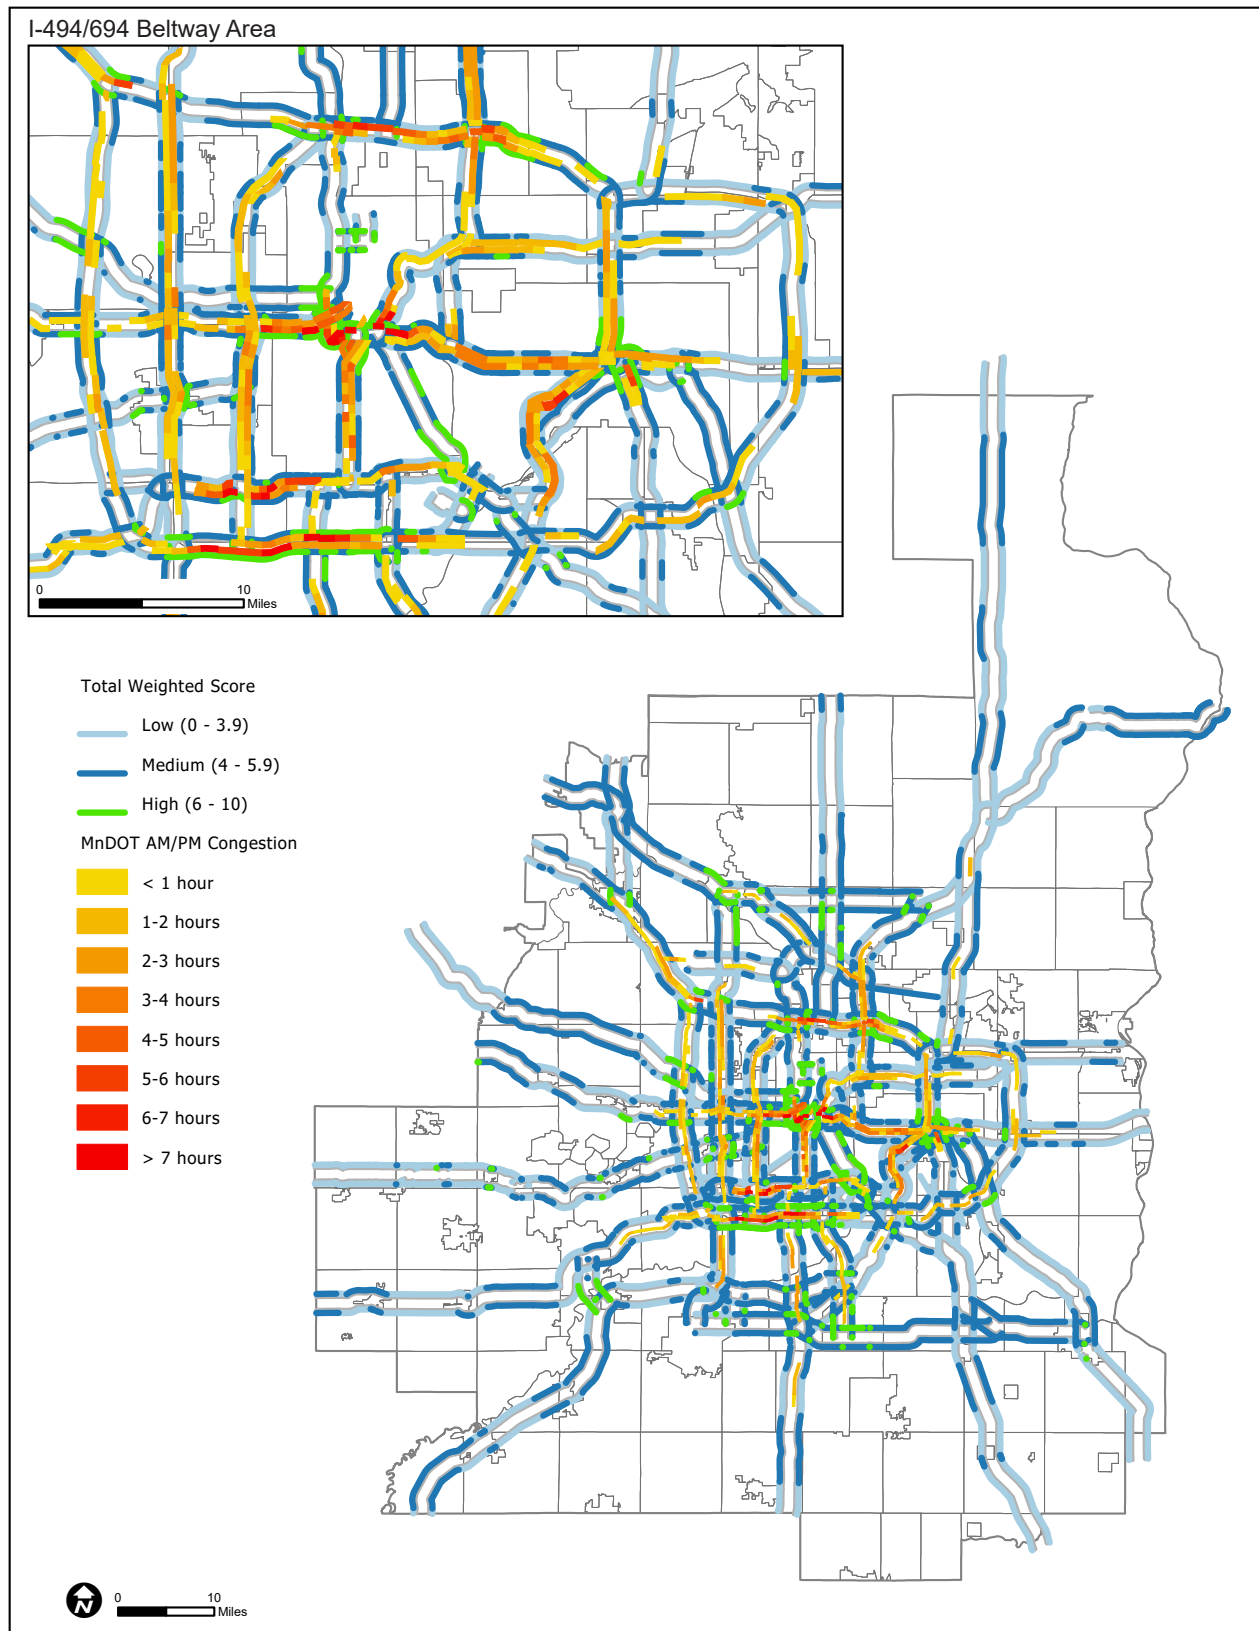 I-494/694 Beltway Area
0 10
Miles
Total Weighted Score
Low (0 - 3.9)
Medium (4 - 5.9)
High (6 - 10)
MnDOT AM/PM Congestion
< 1 hour
1-2 hours
2-3 hours
3-4 hours
4-5 hours
5-6 hours
6-7 hours
> 7 hours
N
0 10
Miles